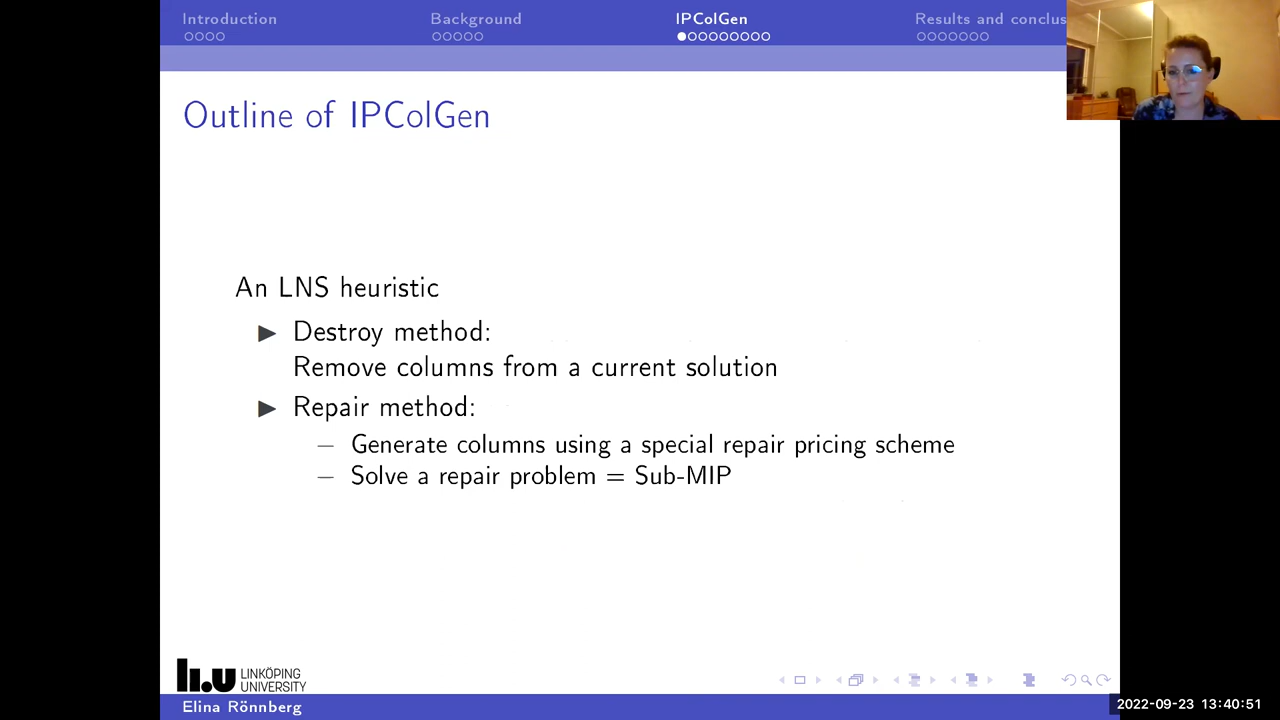 Introduction
Background
IPColGen
Results and conclus
Outline of IPColGen
An LNS heuristic
▶ Destroy method:
Remove columns from a current solution
▶ Repair method:
– Generate columns using a special repair pricing scheme
– Solve a repair problem = Sub-MIP
LINKÖPING
UNIVERSITY
Elina Rönnberg
2022-09-23 13:40:51